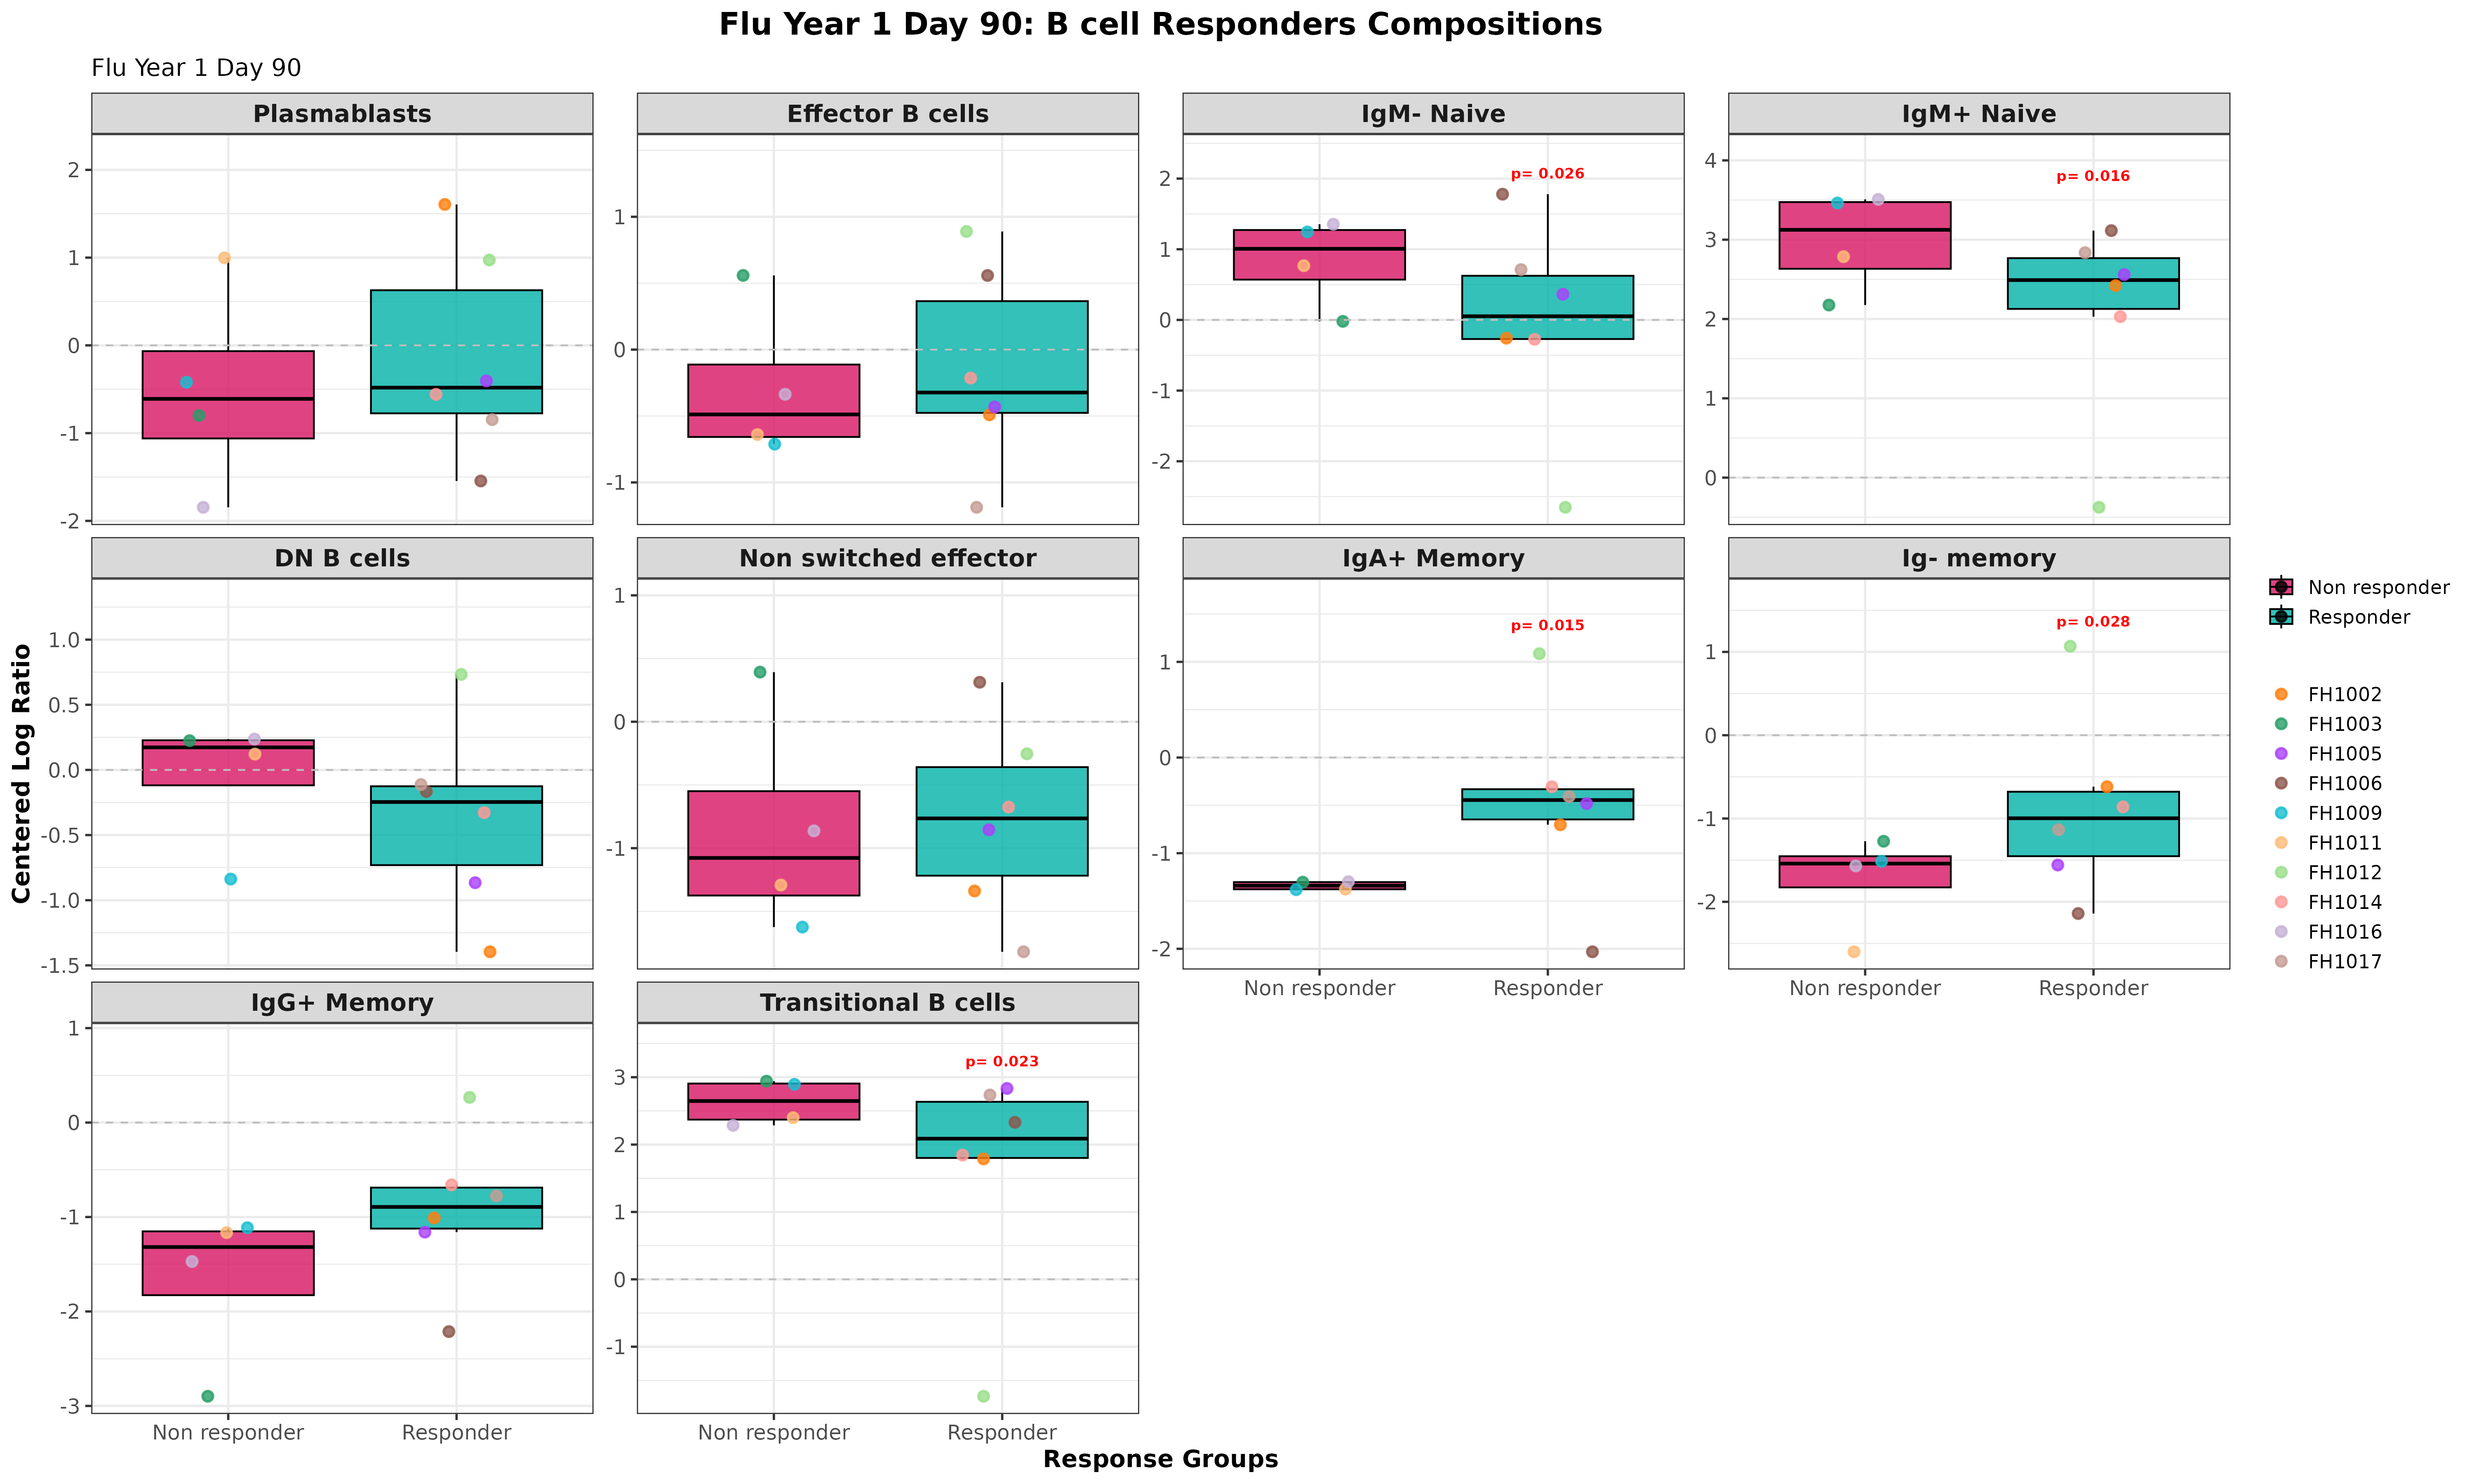 Flu Year 1 Day 90: B cell Responders Compositions
Flu Year 1 Day 90
Plasmablasts
Effector B cells
IgM- Naive
IgM+ Naive
2
1
0
-1
-2
1
0
-1
p= 0.026
2
1
0
-1
-2
p= 0.016
4
3
2
1
0
DN B cells
Non switched effector
IgA+ Memory
Ig- memory
1.0
0.5
0.0
-0.5
-1.0
-1.5
1
0
-1
p= 0.015
1
0
-1
-2
Non responder
Responder
p= 0.028
1
0
-1
-2
Non responder
Responder
IgG+ Memory
Transitional B cells
1
0
-1
-2
-3
Non responder
Responder
p= 0.023
3
2
1
0
-1
Non responder
Responder
Centered Log Ratio
Response Groups
Non responder
Responder
FH1002
FH1003
FH1005
FH1006
FH1009
FH1011
FH1012
FH1014
FH1016
FH1017